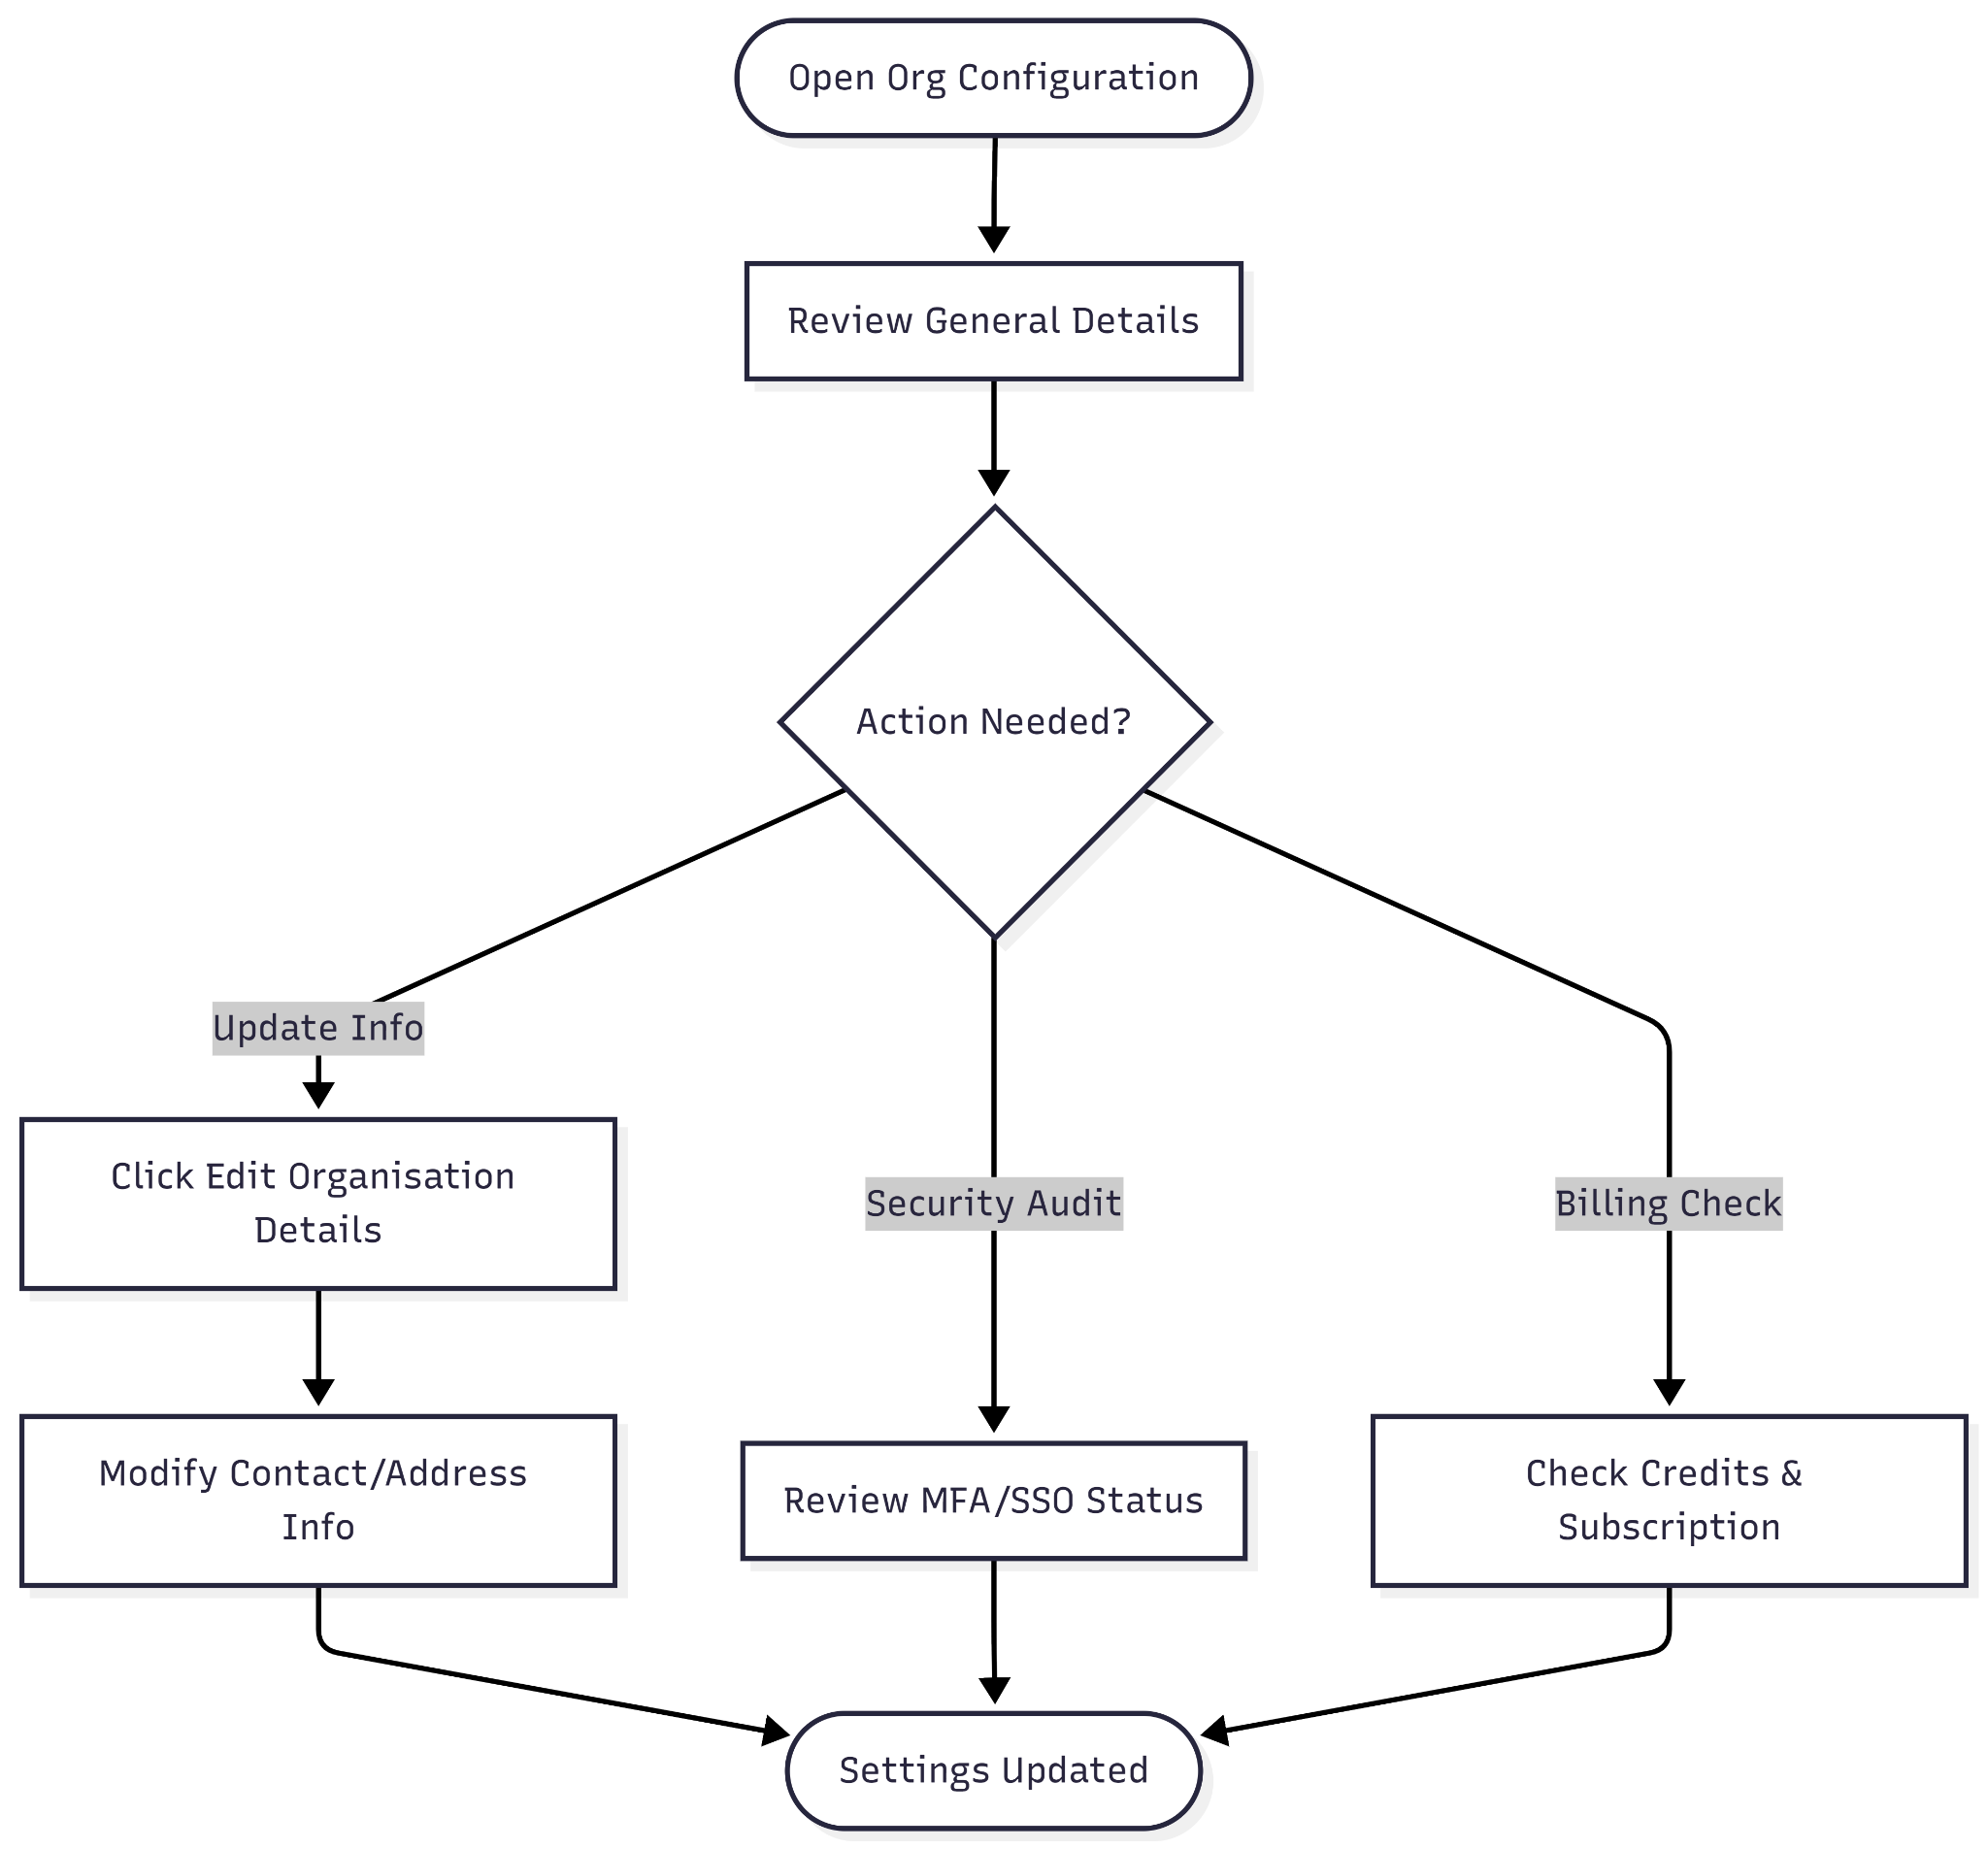 Open Org Configuration
Review General Details
Action Needed?
Update Info
Click Edit Organisation
Details
Security Audit
Billing Check
Modify Contact/Address
Info
Review MFA/SSO Status
Check Credits &
Subscription
Settings Updated